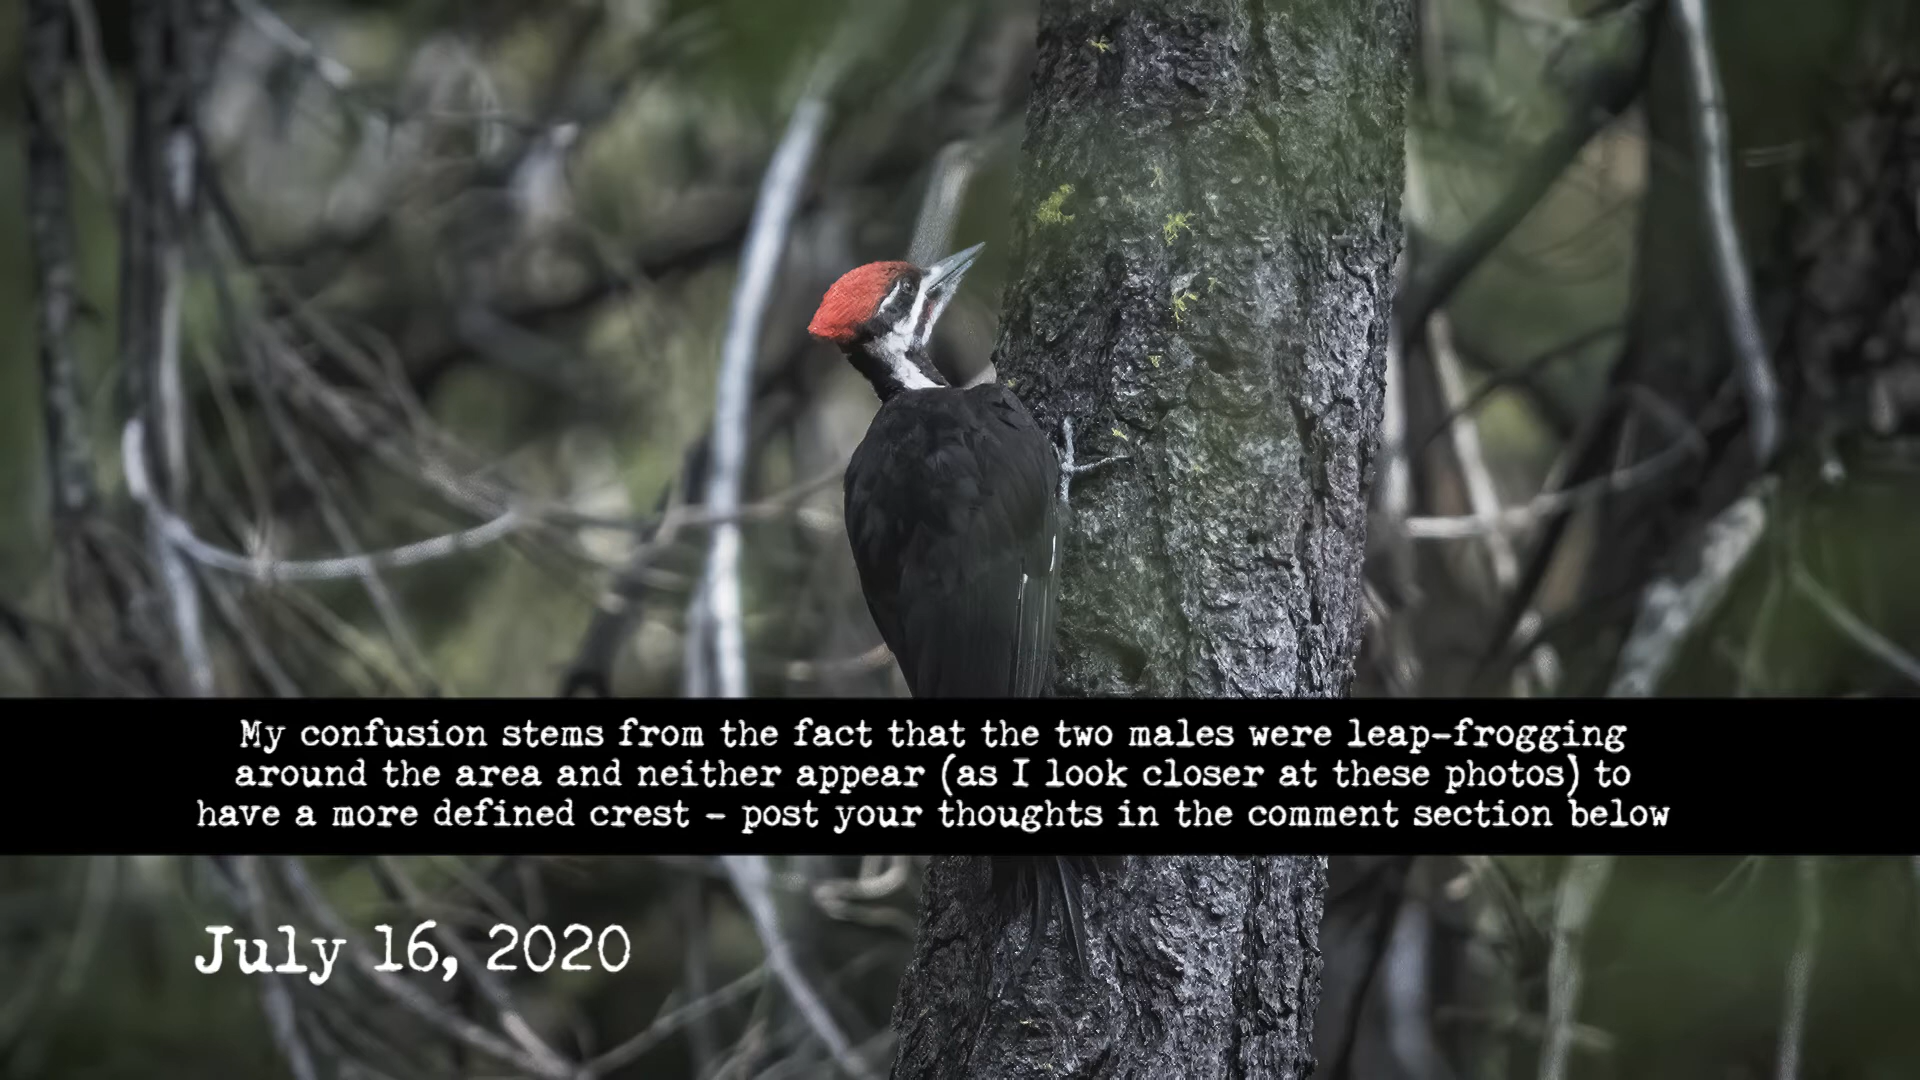 My confusion stems from the fact that the two males were leap-frogging
around the area and neither appear (as I look closer at these photos) to
have a more defined crest - post your thoughts in the comment section below
July 16, 2020